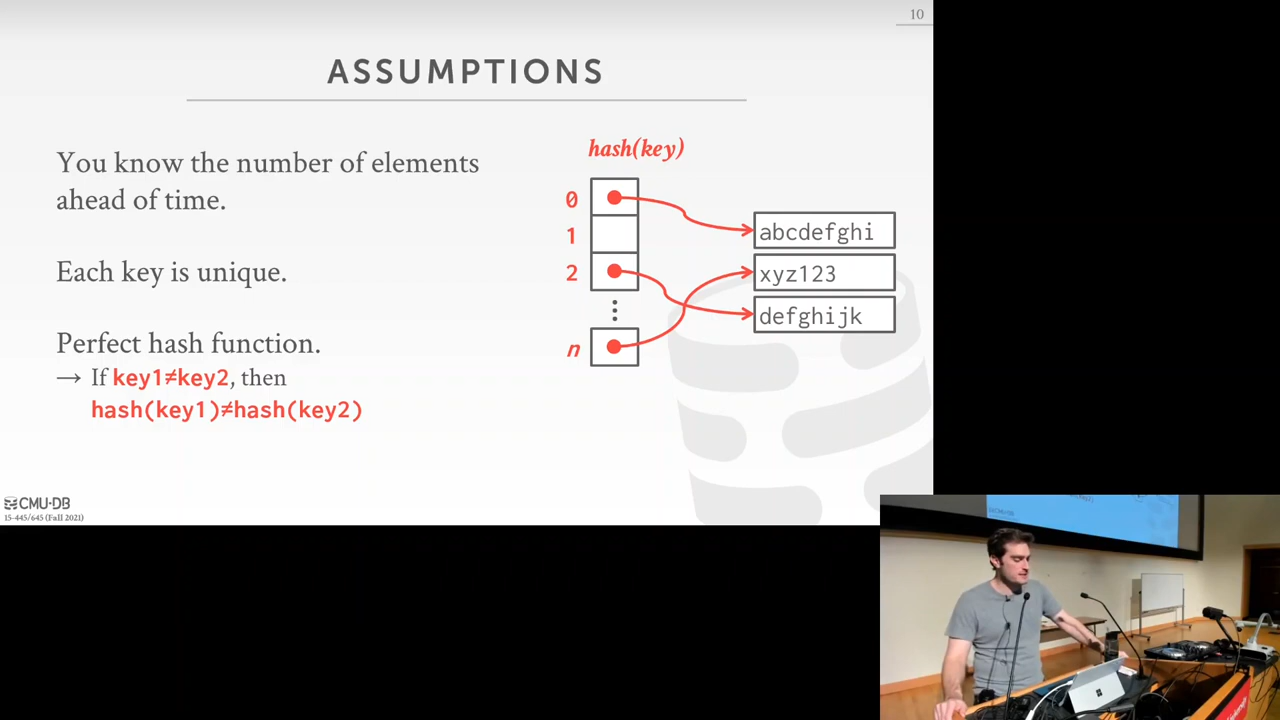 10
ASSUMPTIONS
You know the number of elements
ahead of time.
Each key is unique.
Perfect hash function.
→ If key1≠key2, then
hash(key1)≠hash(key2)
hash(key)
0
1
2
n
abcdefghi
xyz123
defghijk
CMU·DB
15-445/645 (Fall 2021)